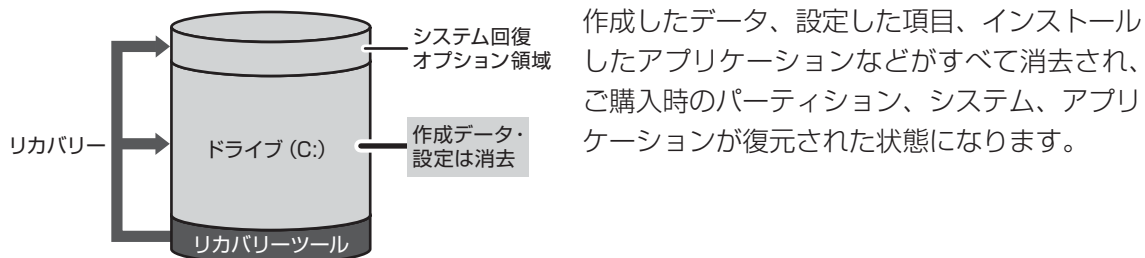 システム回復
オプション領域
リカバリー
ドライブ (C:)
作成データ・
設定は消去
リカバリーツール
作成したデータ、設定した項目、インストール
したアプリケーションなどがすべて消去され、
ご購入時のパーティション、システム、アプリ
ケーションが復元された状態になります。